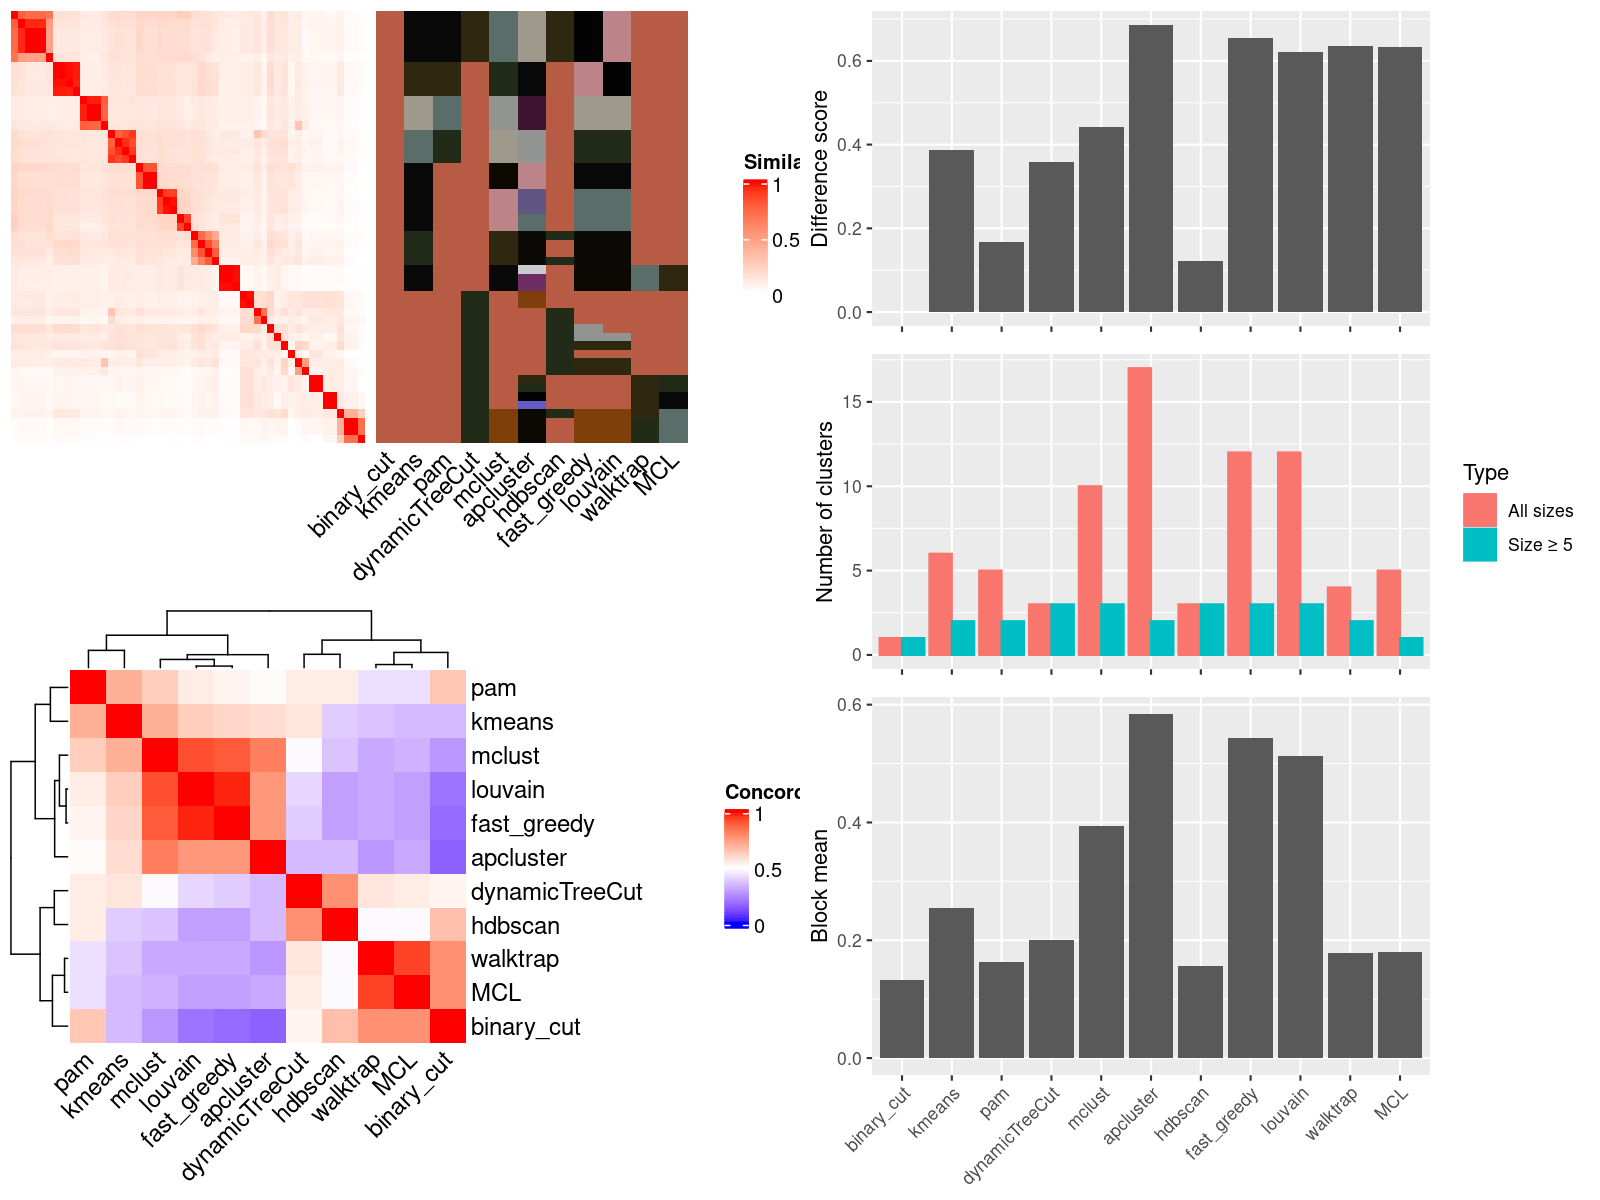 Simila
1
0.5
0
binary_cut
kmeans
pam
dynamicTreeCut
mclust
apcluster
hdbscan
fast_greedy
louvain
walktrap
MCL
pam
kmeans
mclust
louvain
fast_greedy
apcluster
dynamicTreeCut
hdbscan
walktrap
MCL
binary_cut
pam
kmeans
mclust
louvain
fast_greedy
apcluster
dynamicTreeCut
hdbscan
walktrap
MCL
binary_cut
Concord
1
0.5
0
Difference score
0.6
0.4
0.2
0.0
Number of clusters
15
10
5
0
Type
All sizes
Size ≥ 5
Block mean
0.6
0.4
0.2
0.0
binary_cut
kmeans
pam
dynamicTreeCut
mclust
apcluster
hdbscan
fast_greedy
louvain
walktrap
MCL